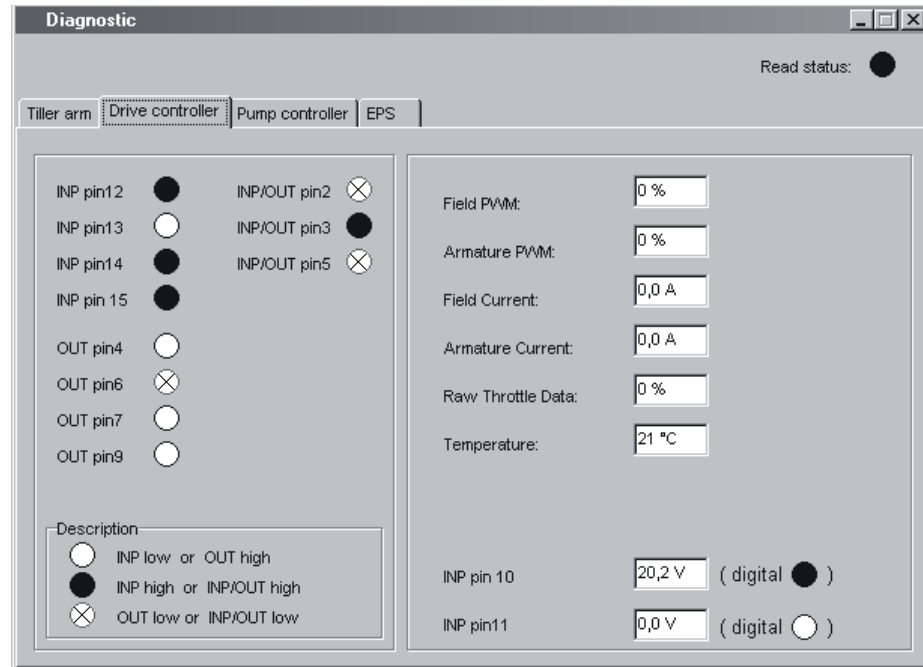 Diagnostic
Read status:
Tiller arm Drive controller Pump controller EPS
INP pin12 INP/OUT pin2
INP pin13 INP/OUT pin3
INP pin14 INP/OUT pin5
INP pin 15
OUT pin4
OUT pin6
OUT pin7
OUT pin9
Description
INP low or OUT high
INP high or INP/OUT high
OUT low or INP/OUT low
Field PWM: 0 %
Armature PWM: 0 %
Field Current: 0,0 A
Armature Current: 0,0 A
Raw Throttle Data: 0 %
Temperature: 21 °C
INP pin 10 20,2 V ( digital )
INP pin11 0,0 V ( digital )